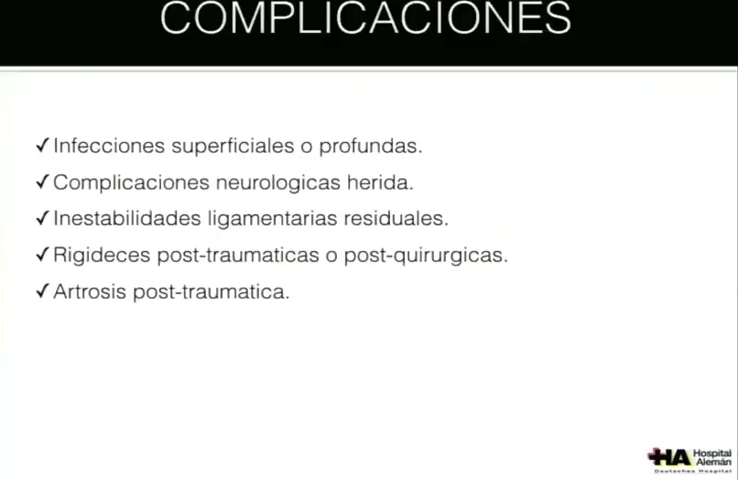 COMPLICACIONES
✓Infecciones superficiales o profundas.
✓Complicaciones neurologicas herida.
✓Inestabilidades ligamentarias residuales.
✓Rigideces post-traumaticas o post-quirurgicas.
✓Artrosis post-traumatica.
HA Hospital
Alemán
Deutsches Hospital